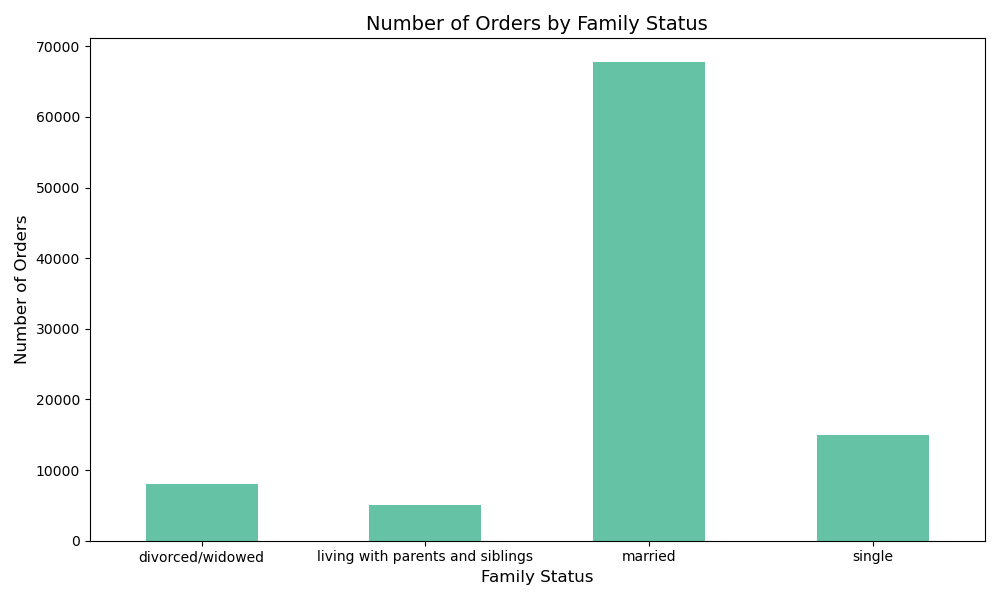 Number of Orders by Family Status
Number of Orders
70000
60000
50000
40000
30000
20000
10000
0
divorced/widowed
living with parents and siblings
married
single
Family Status